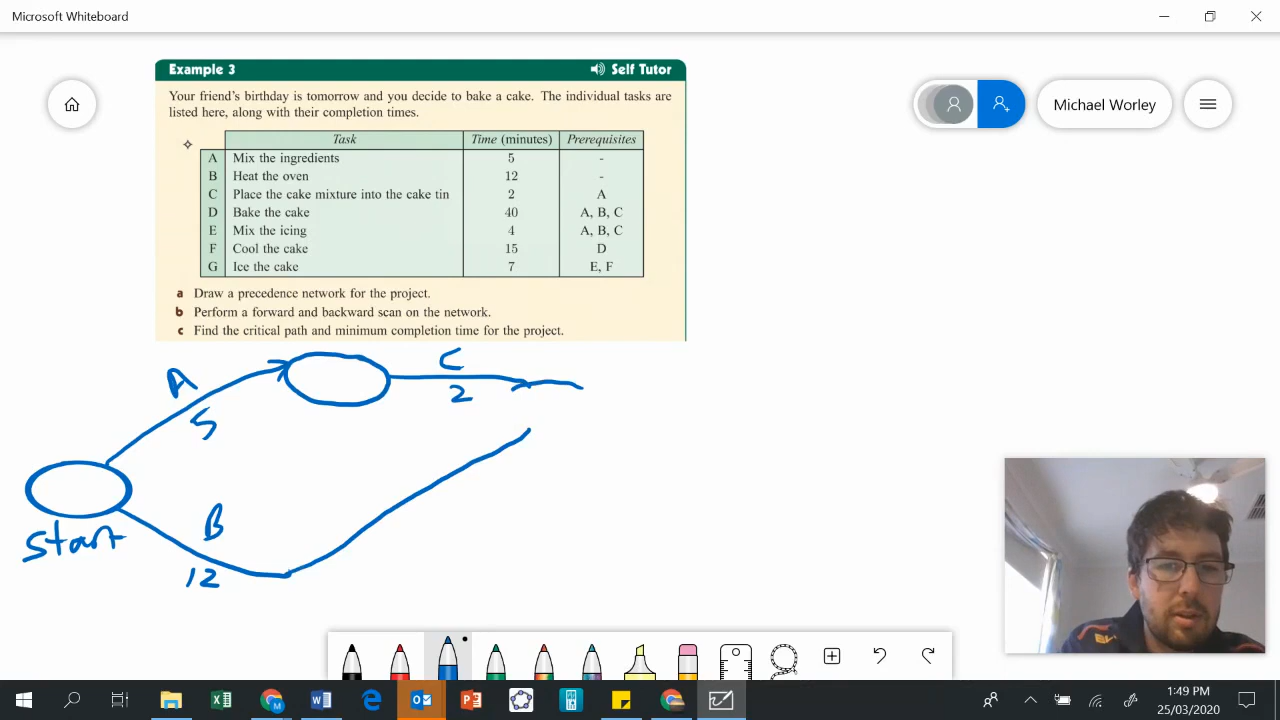 Microsoft Whiteboard
Example 3 Self Tutor
Your friend's birthday is tomorrow and you decide to bake a cake. The individual tasks are
listed here, along with their completion times.
Task Time (minutes) Prerequisites
A Mix the ingredients 5 -
B Heat the oven 12 -
C Place the cake mixture into the cake tin 2 A
D Bake the cake 40 A, B, C
E Mix the icing 4 A, B, C
F Cool the cake 15 D
G Ice the cake 7 E, F
a Draw a precedence network for the project.
b Perform a forward and backward scan on the network.
c Find the critical path and minimum completion time for the project.
Michael Worley
A
5
C
2
start
B
12
1:49 PM
25/03/2020